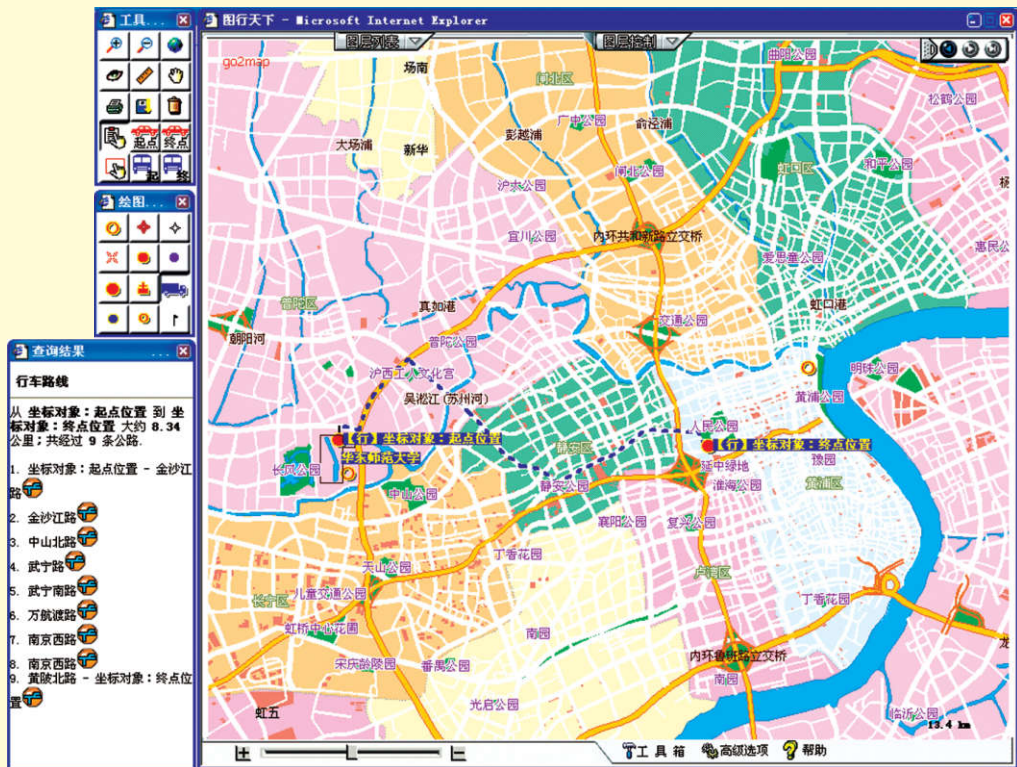 工具...
图行天下 - Microsoft Internet Explorer
图层列表
图层控制
go2map
起点
终点
起
终
绘图...
查询结果 ...
行车路线
从 坐标对象:起点位置 到 坐
标对象:终点位置 大约 8.34
公里;共经过 9 条公路.
1. 坐标对象:起点位置 - 金沙江
路
2. 金沙江路
3. 中山北路
4. 武宁路
5. 武宁南路
6. 万航渡路
7. 南京西路
8. 南京西路
9. 黄陂北路 - 坐标对象:终点位
置
场南
闸北区
曲阳公园
松鹤公园
广中公园
俞泾浦
彭越浦
大场浦
新华
闸北公园
虹口区
和平公园
杨
沪太公园
宜川公园
内环共和新路立交桥
爱思童公园
惠民公
普陀区
真如港
虹口港
朝阳河
交通公园
普陀公园
沪西工人文化宫
明珠公园
吴淞江(苏州河)
黄浦公园
人民公园
【行】坐标对象:起点位置
【行】坐标对象:终点位置
华东师范大学
静安区
长风公园
延中绿地
豫园
中山公园
静安公园
淮海公园
黄浦区
襄阳公园
复兴公园
丁香花园
天山公园
卢湾区
儿童交通公园
长宁区
丁香花园
虹桥中心花圃
南园
宋庆龄陵园
番禺公园
内环鲁班路立交桥
龙
南园
光启公园
虹五
临沂公园
13.4 km
工具箱
高级选项
帮助